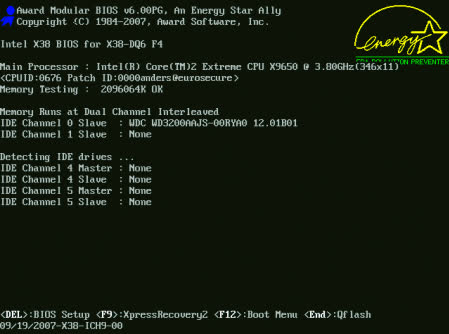 Award Modular BIOS v6.00PG, An Energy Star Ally
Copyright (C) 1984-2007, Award Software, Inc.
Intel X38 BIOS for X38-DQ6 F4
energy
EPA POLLUTION PREVENTER
Main Processor : Intel(R) Core(TM)2 Extreme CPU X9650 @ 3.80GHz(346x11)
<CPUID:0676 Patch ID:0000anders@eurosecure>
Memory Testing : 2096064K OK
Memory Runs at Dual Channel Interleaved
IDE Channel 0 Slave : WDC WD3200AAJS-00RYA0 12.01B01
IDE Channel 1 Slave : None
Detecting IDE drives ...
IDE Channel 4 Master : None
IDE Channel 4 Slave : None
IDE Channel 5 Master : None
IDE Channel 5 Slave : None
<DEL>:BIOS Setup <F9>:XpressRecovery2 <F12>:Boot Menu <End>:Qflash
09/19/2007-X38-ICH9-00